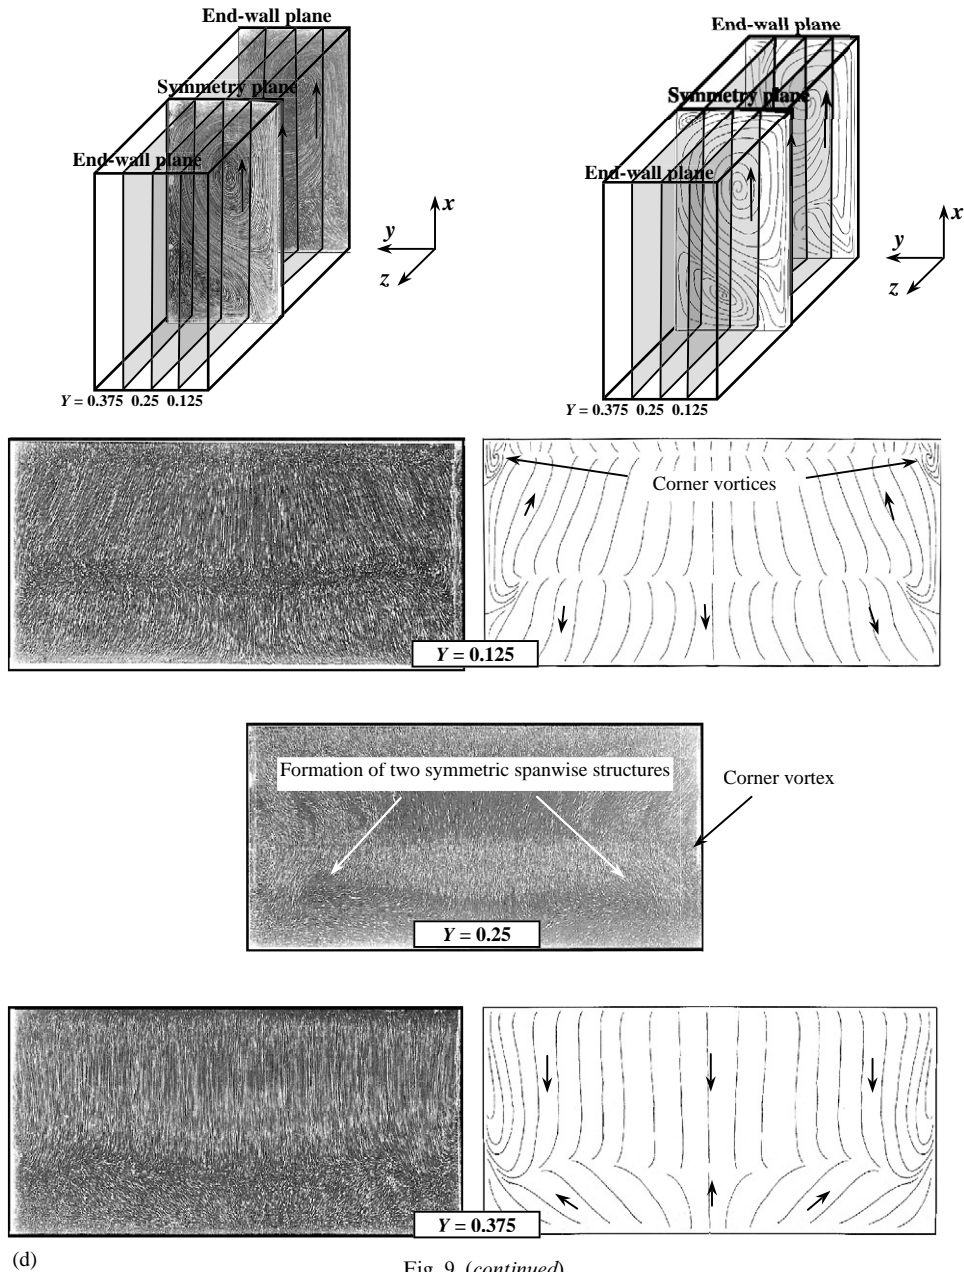 End-wall plane
Symmetry plane
End-wall plane
x
y
z
Y = 0.375 0.25 0.125
End-wall plane
Symmetry plane
End-wall plane
x
y
z
Y = 0.375 0.25 0.125
Corner vortices
Y = 0.125
Formation of two symmetric spanwise structures
Corner vortex
Y = 0.25
Y = 0.375
(d)
Fig. 9. (continued)